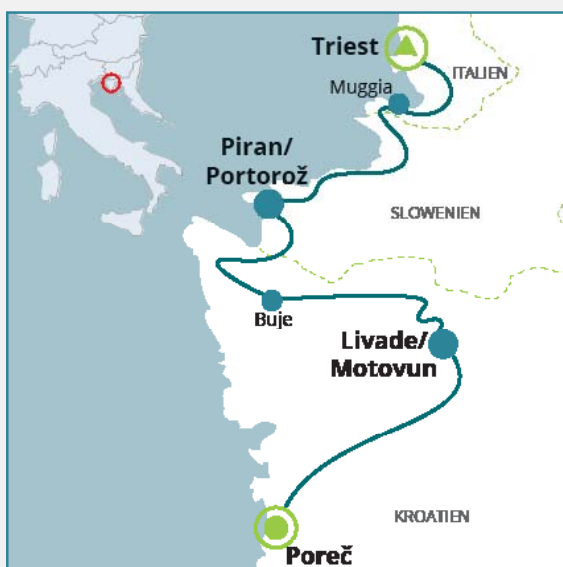 Triest
ITALIEN
Muggia
Piran/
Portorož
SLOWENIEN
Buje
Livade/
Motovun
KROATIEN
Poreč